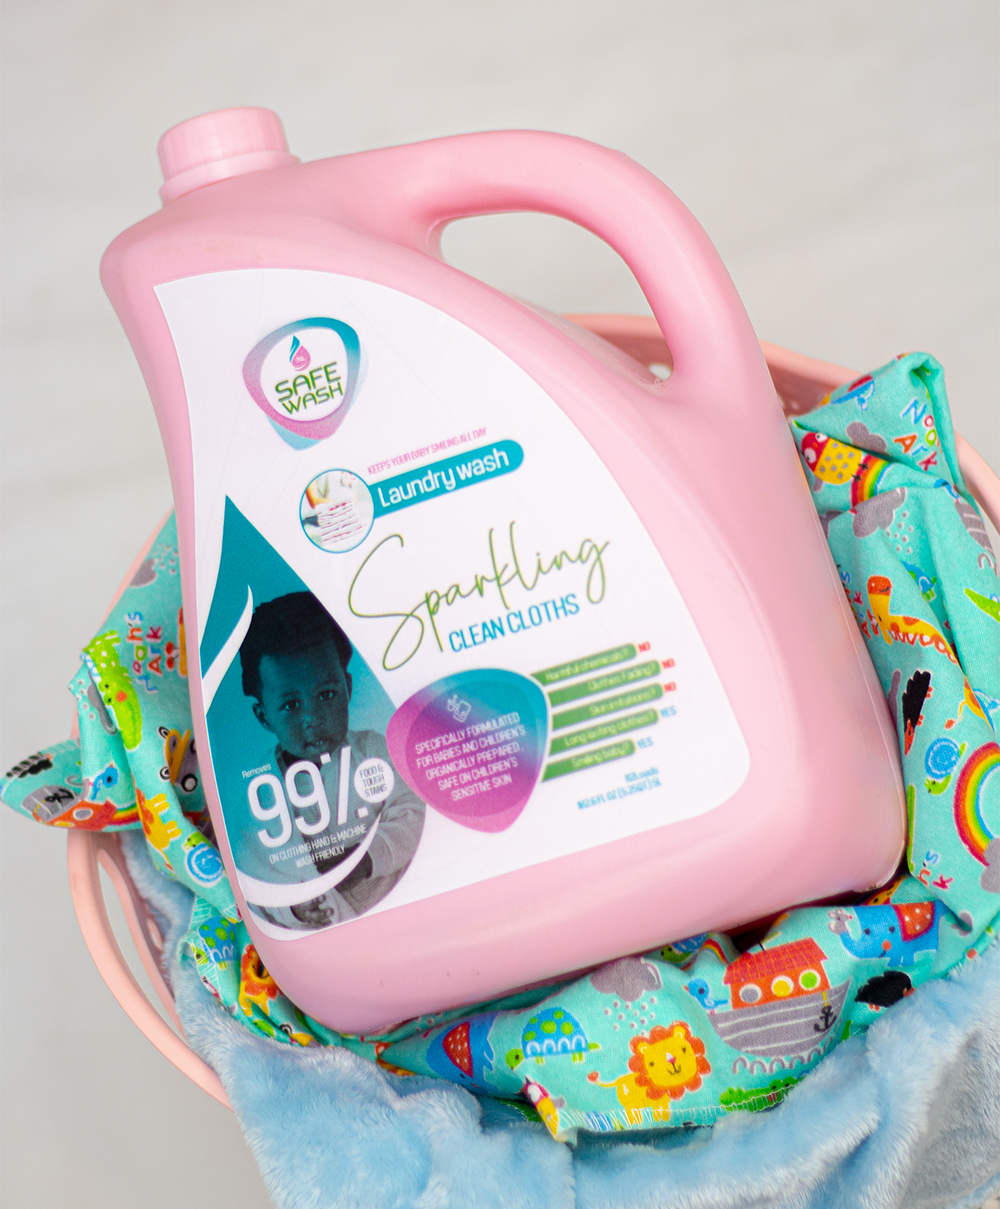 SAFE
WASH
KEEPS YOUR BABY SMILING ALL DAY
Laundry wash
Sparkling
CLEAN CLOTHS
Harmful chemicals? NO
Clothes Fading? NO
Skin irritations? NO
Long lasting clothes? YES
Smiling baby? YES
SPECIFICALLY FORMULATED
FOR BABIES AND CHILDREN'S
ORGANICALLY PREPARED ,
SAFE ON CHILDREN'S
SENSITIVE SKIN
Removes
99%
FOOD &
TOUGH
STAINS
ON CLOTHING HAND & MACHINE
WASH FRIENDLY
Noah's
Ark
Noah's
Ark